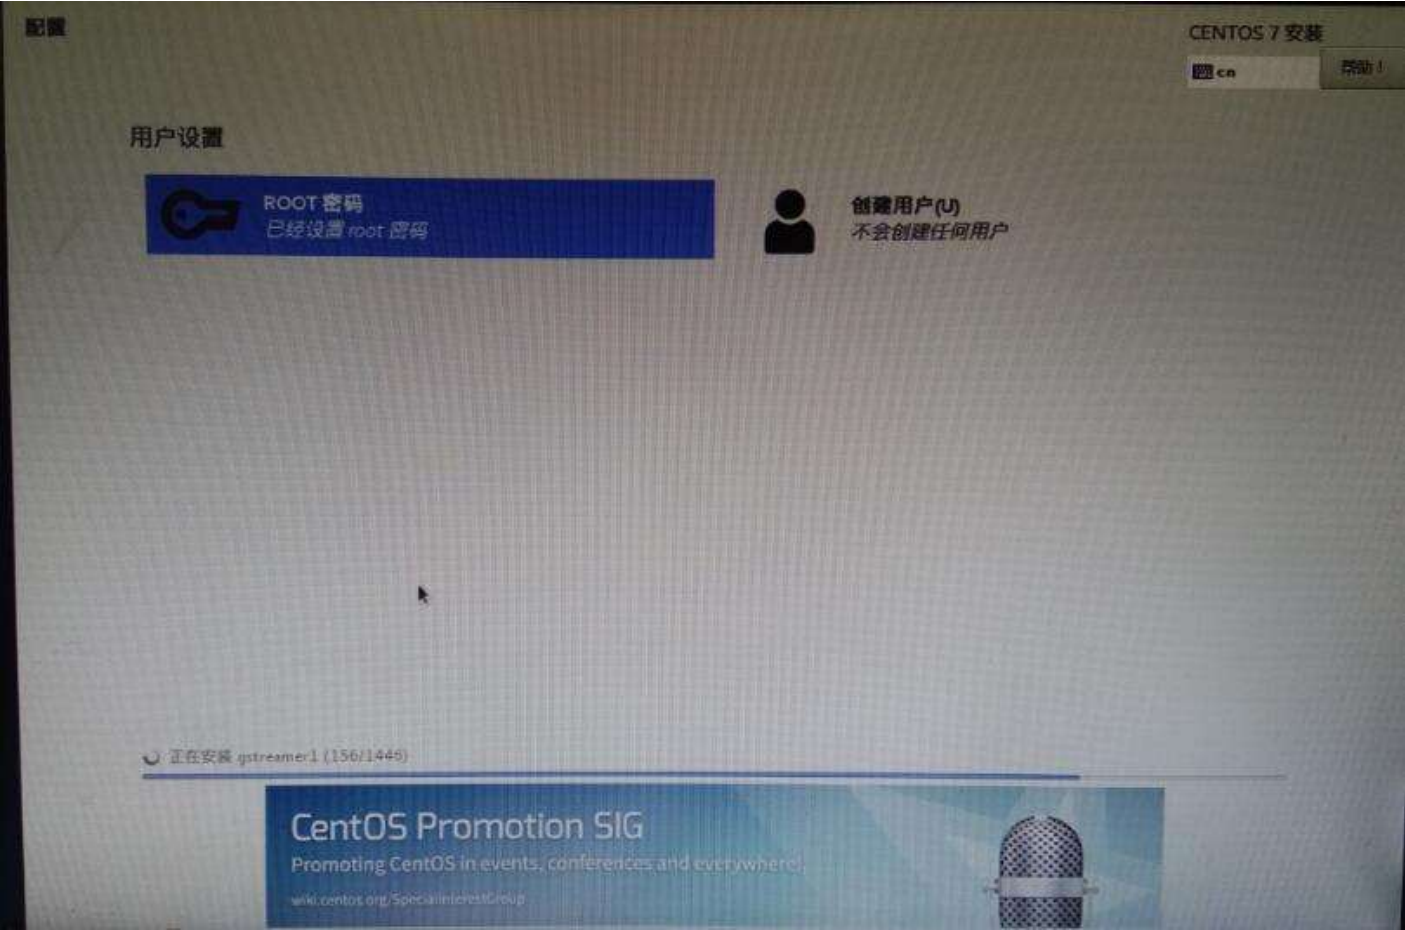 配置
CENTOS 7 安装
cn
帮助！
用户设置
ROOT 密码
已经设置 root 密码
创建用户(U)
不会创建任何用户
正在安装 gstreamer1 (156/1446)
CentOS Promotion SIG
Promoting CentOS in events, conferences and everywhere!
wiki.centos.org/SpecialInterestGroup